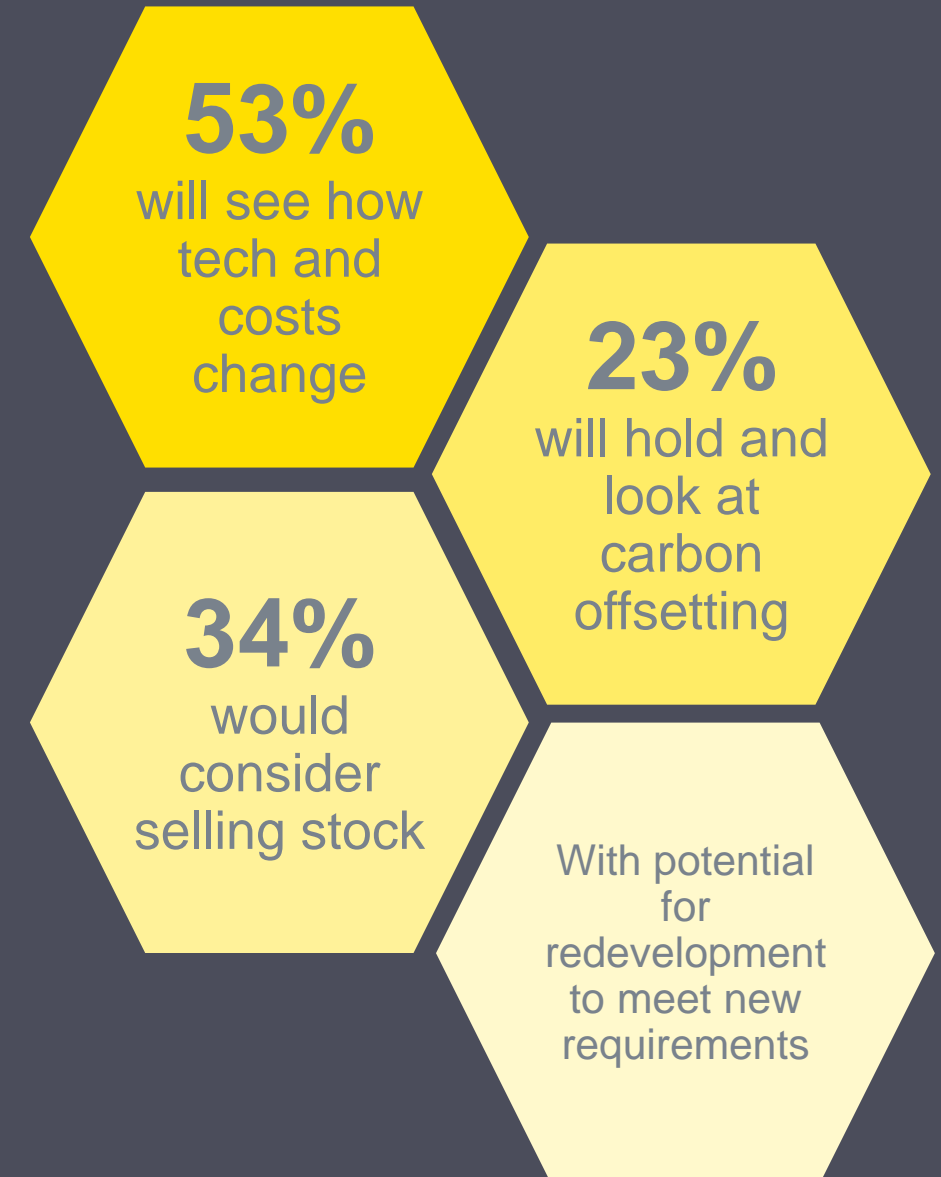 53%
will see how
tech and
costs
change
23%
will hold and
look at
carbon
offsetting
34%
would
consider
selling stock
With potential
for
redevelopment
to meet new
requirements